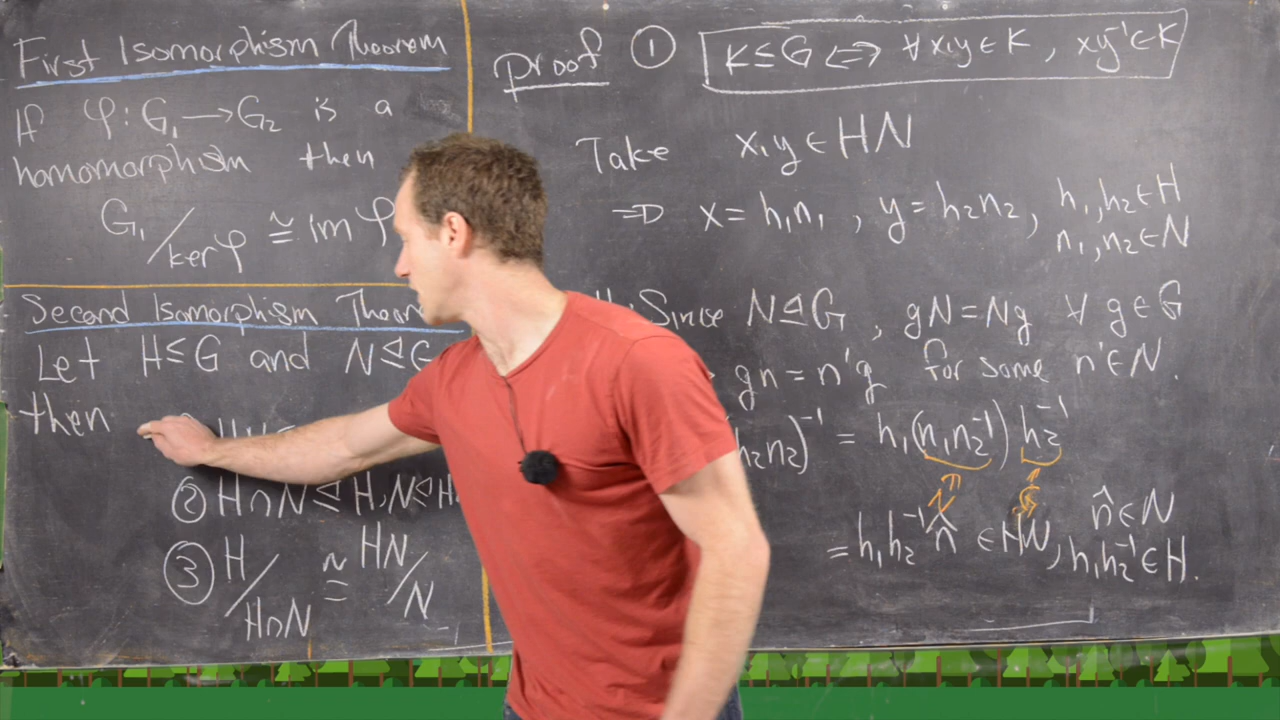 First Isomorphism Theorem
If φ: G₁ → G₂ is a
homomorphism then
G₁/ker φ ≅ im φ
Second Isomorphism
Let H ≤ G and N ⊴ G
then
② H∩N ⊴ H, N ⊴ H
③ H/H∩N ≅ HN/N
Proof ① K ≤ G ⟺ ∀ x,y ∈ K, xy⁻¹ ∈ K
Take x,y ∈ HN
⇒ x = h₁n₁, y = h₂n₂, h₁,h₂ ∈ H
n₁,n₂ ∈ N
Since N ⊴ G, gN = Ng ∀ g ∈ G
gn = n'g for some n' ∈ N.
h₂n₂)⁻¹ = h₁(n₁n₂⁻¹)h₂⁻¹
N G
= h₁h₂⁻¹n̂ ∈ HN, n̂ ∈ N
h₁h₂⁻¹ ∈ H.